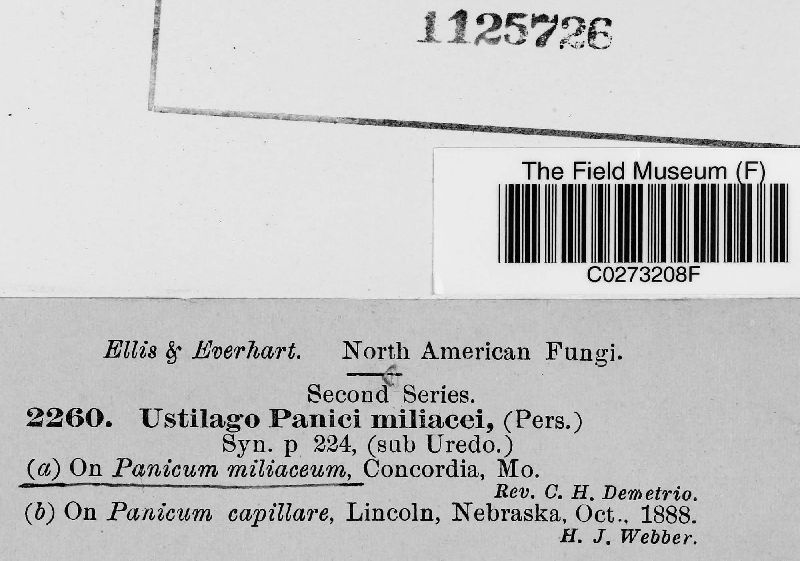 1125726
The Field Museum (F)
C0273208F
Ellis & Everhart. North American Fungi.
Second Series.
2260. Ustilago Panici miliacei, (Pers.)
Syn. p 224, (sub Uredo.)
(a) On Panicum miliaceum, Concordia, Mo.
Rev. C. H. Demetrio.
(b) On Panicum capillare, Lincoln, Nebraska, Oct., 1888.
H. J. Webber.